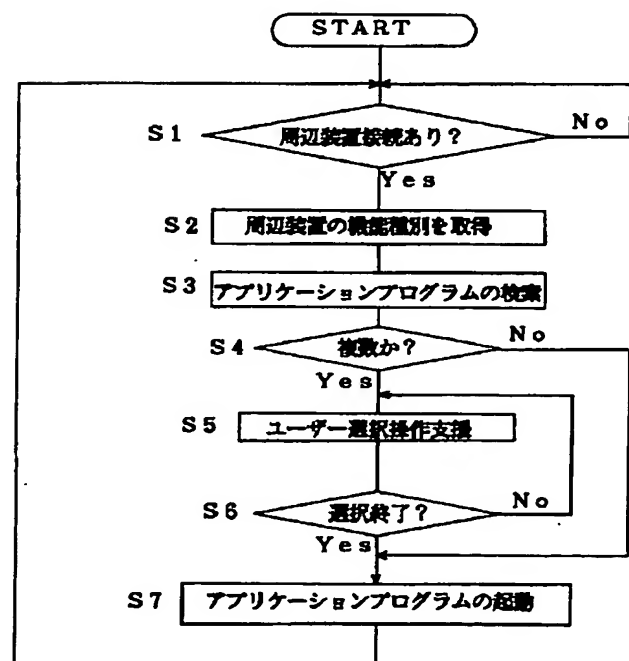 START
S1 周辺装置接続あり? No
Yes
S2 周辺装置の機能種別を取得
S3 アプリケーションプログラムの検索
S4 複数か? No
Yes
S5 ユーザー選択操作支援
S6 選択終了? No
Yes
S7 アプリケーションプログラムの起動